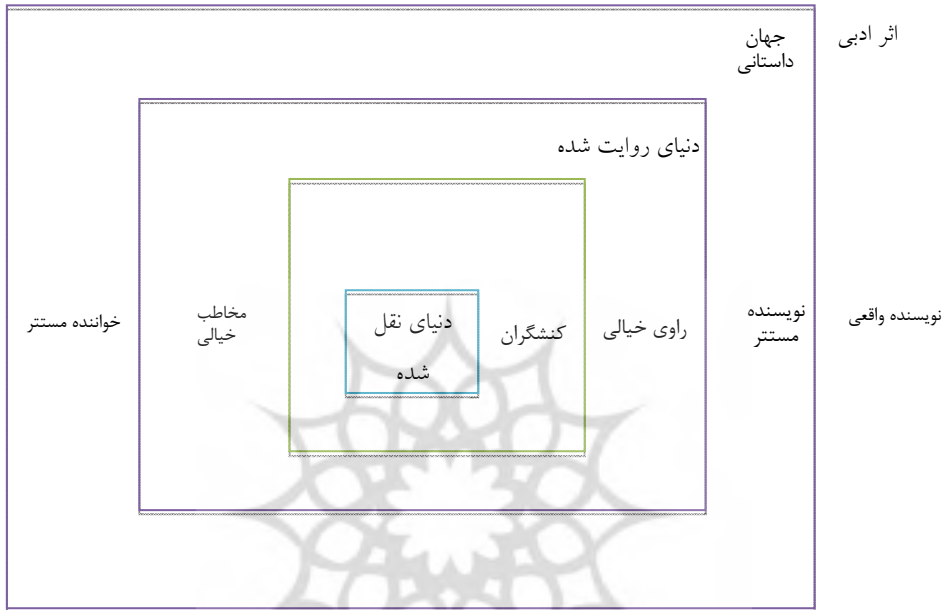 اثر ادبی
جهان
داستانی
دنیای روایت شده
نویسنده واقعی
نویسنده
مستتر
راوی خیالی
کنشگران
دنیای نقل
شده
مخاطب
خیالی
خواننده مستتر